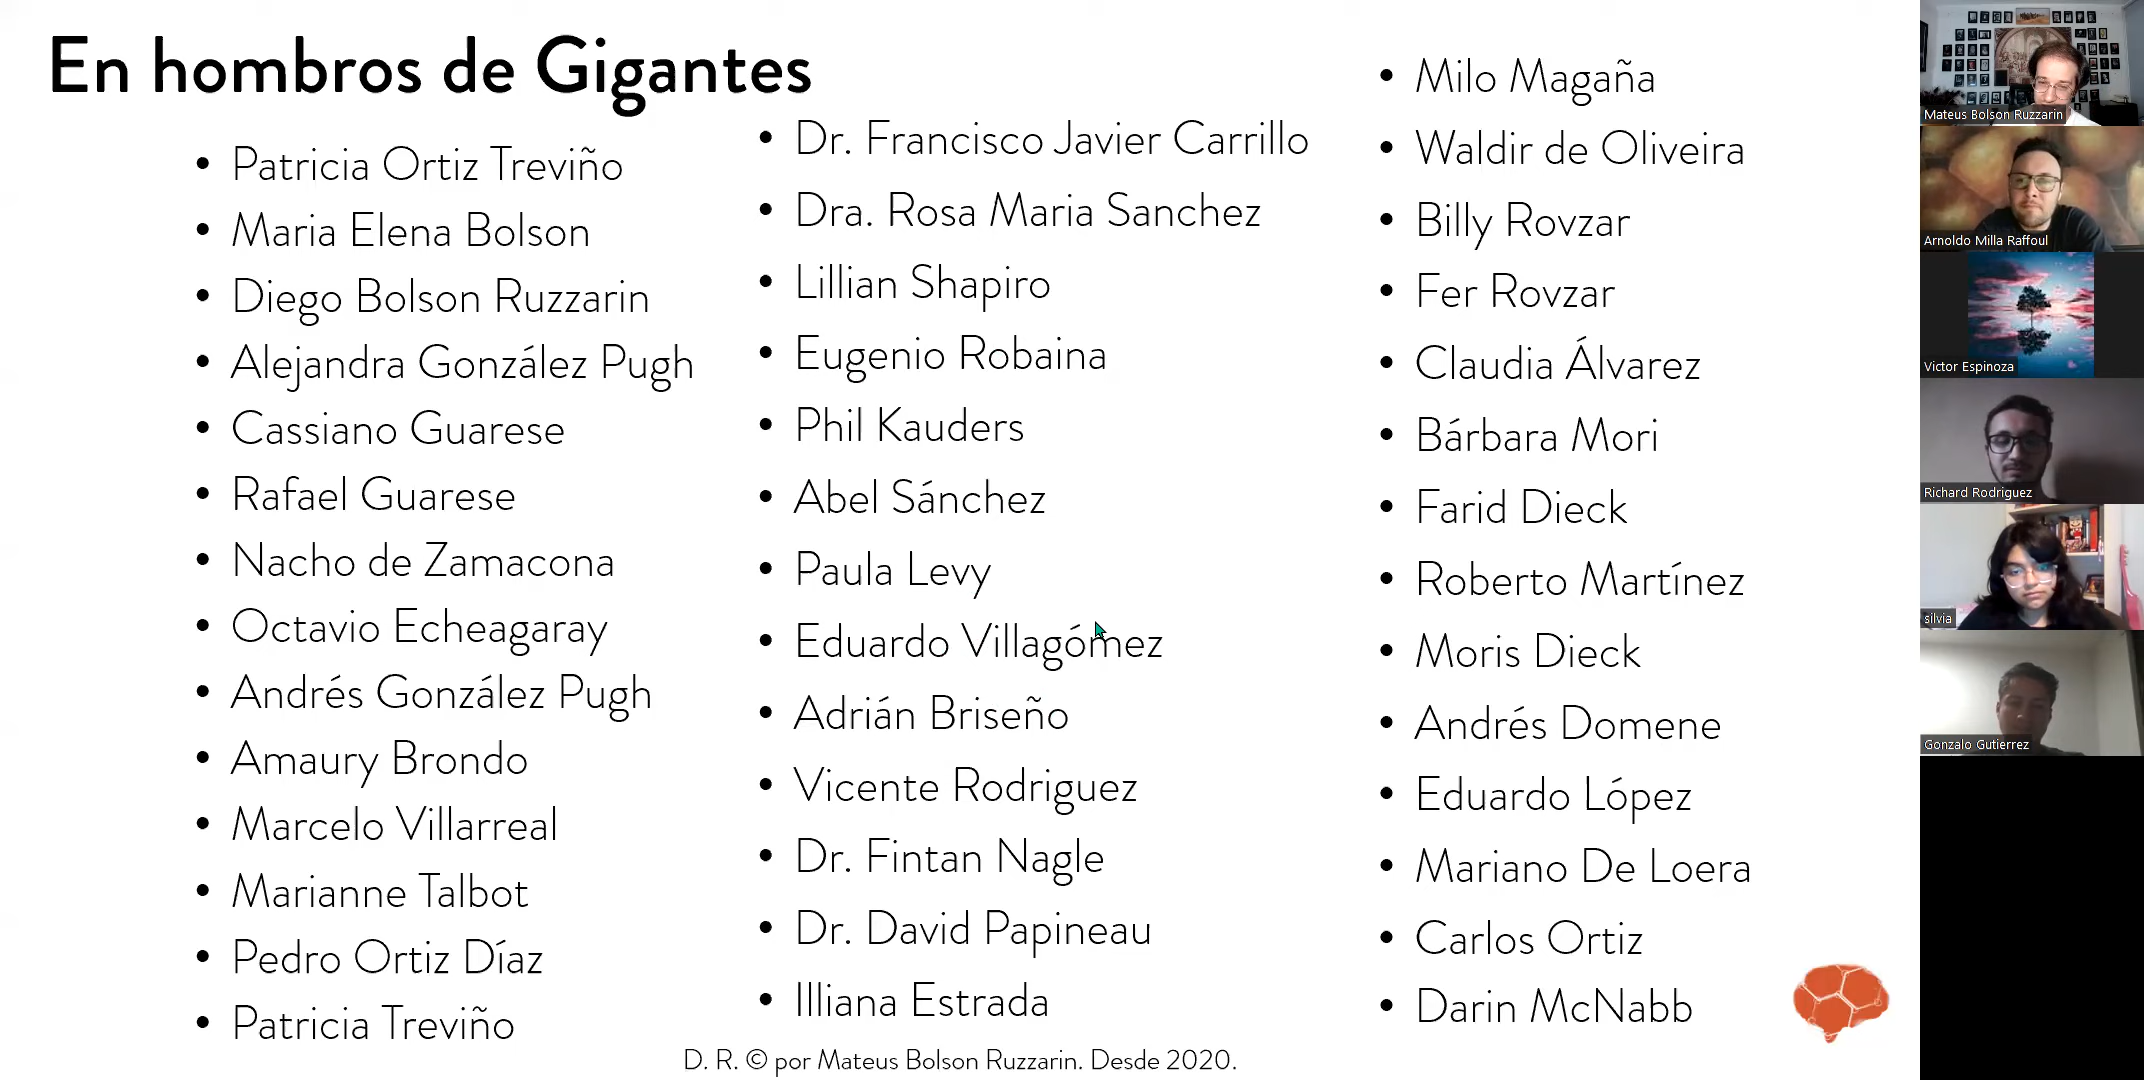 En hombros de Gigantes
• Patricia Ortiz Treviño
• Maria Elena Bolson
• Diego Bolson Ruzzarin
• Alejandra González Pugh
• Cassiano Guarese
• Rafael Guarese
• Nacho de Zamacona
• Octavio Echeagaray
• Andrés González Pugh
• Amaury Brondo
• Marcelo Villarreal
• Marianne Talbot
• Pedro Ortiz Díaz
• Patricia Treviño
• Dr. Francisco Javier Carrillo
• Dra. Rosa Maria Sanchez
• Lillian Shapiro
• Eugenio Robaina
• Phil Kauders
• Abel Sánchez
• Paula Levy
• Eduardo Villagómez
• Adrián Briseño
• Vicente Rodriguez
• Dr. Fintan Nagle
• Dr. David Papineau
• Illiana Estrada
• Milo Magaña
• Waldir de Oliveira
• Billy Rovzar
• Fer Rovzar
• Claudia Álvarez
• Bárbara Mori
• Farid Dieck
• Roberto Martínez
• Moris Dieck
• Andrés Domene
• Eduardo López
• Mariano De Loera
• Carlos Ortiz
• Darin McNabb
D. R. © por Mateus Bolson Ruzzarin. Desde 2020.
Mateus Bolson Ruzzarin
Arnoldo Milla Raffoul
Victor Espinoza
Richard Rodriguez
silvia
Gonzalo Gutierrez